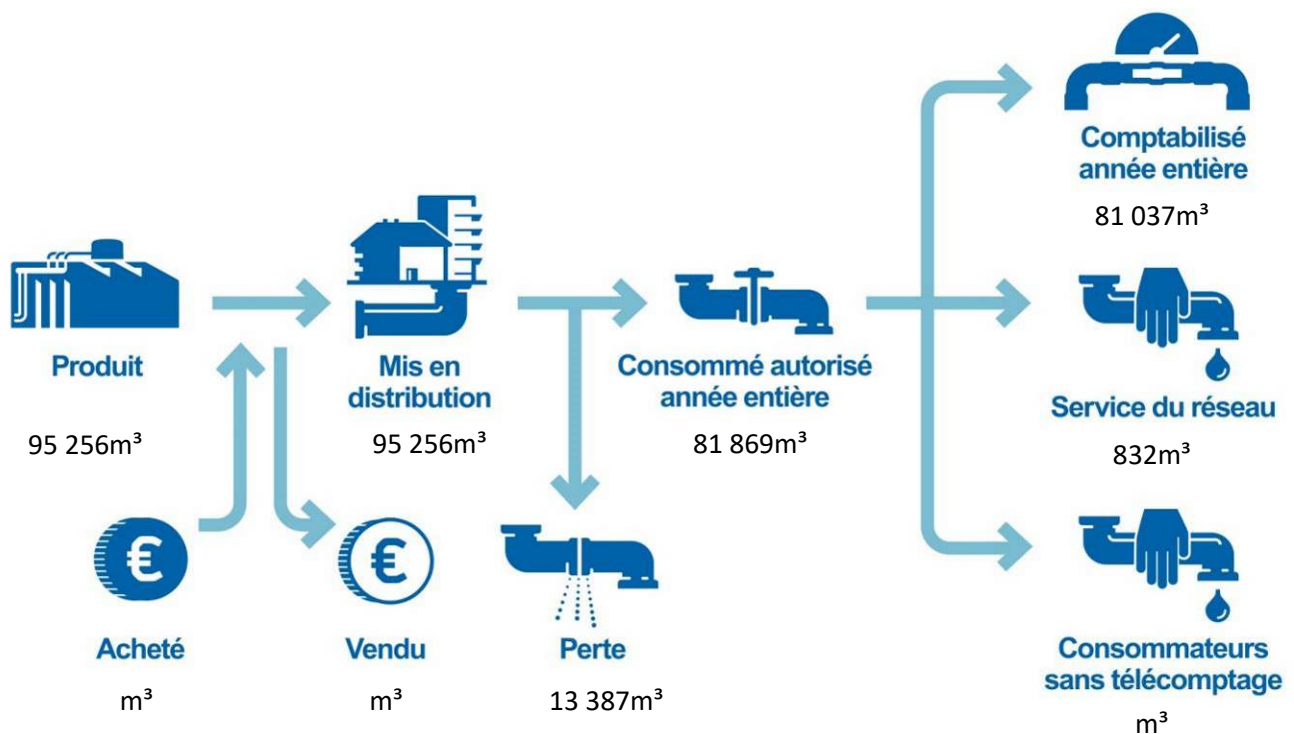 Comptabilisé
année entière
81 037m³
Produit
95 256m³
Mis en
distribution
95 256m³
Consommé autorisé
année entière
81 869m³
Service du réseau
832m³
€
Acheté
m³
€
Vendu
m³
Perte
13 387m³
Consommateurs
sans télécomptage
m³